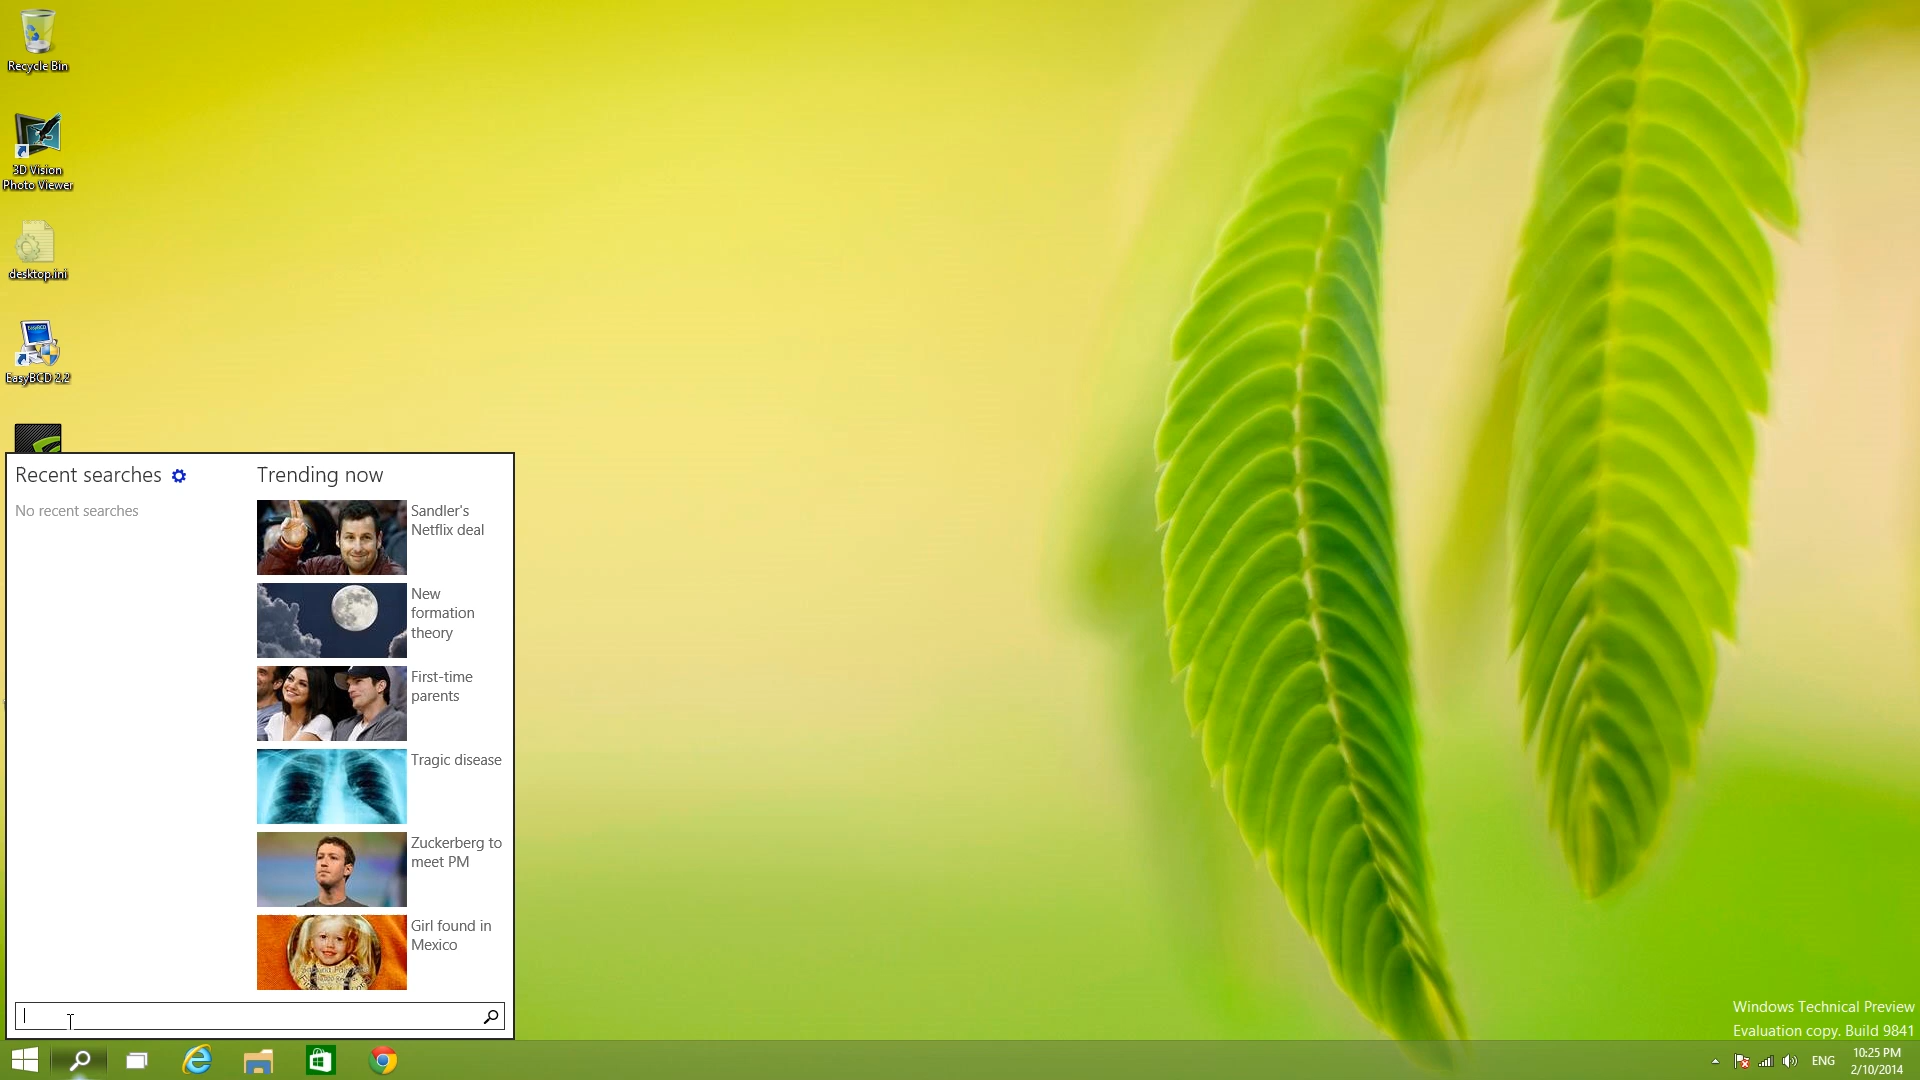 Recycle Bin
3D Vision
Photo Viewer
desktop.ini
EasyBCD 2.2
Recent searches
No recent searches
Trending now
Sandler's
Netflix deal
New
formation
theory
First-time
parents
Tragic disease
Zuckerberg to
meet PM
Girl found in
Mexico
Windows Technical Preview
Evaluation copy. Build 9841
ENG
10:25 PM
2/10/2014